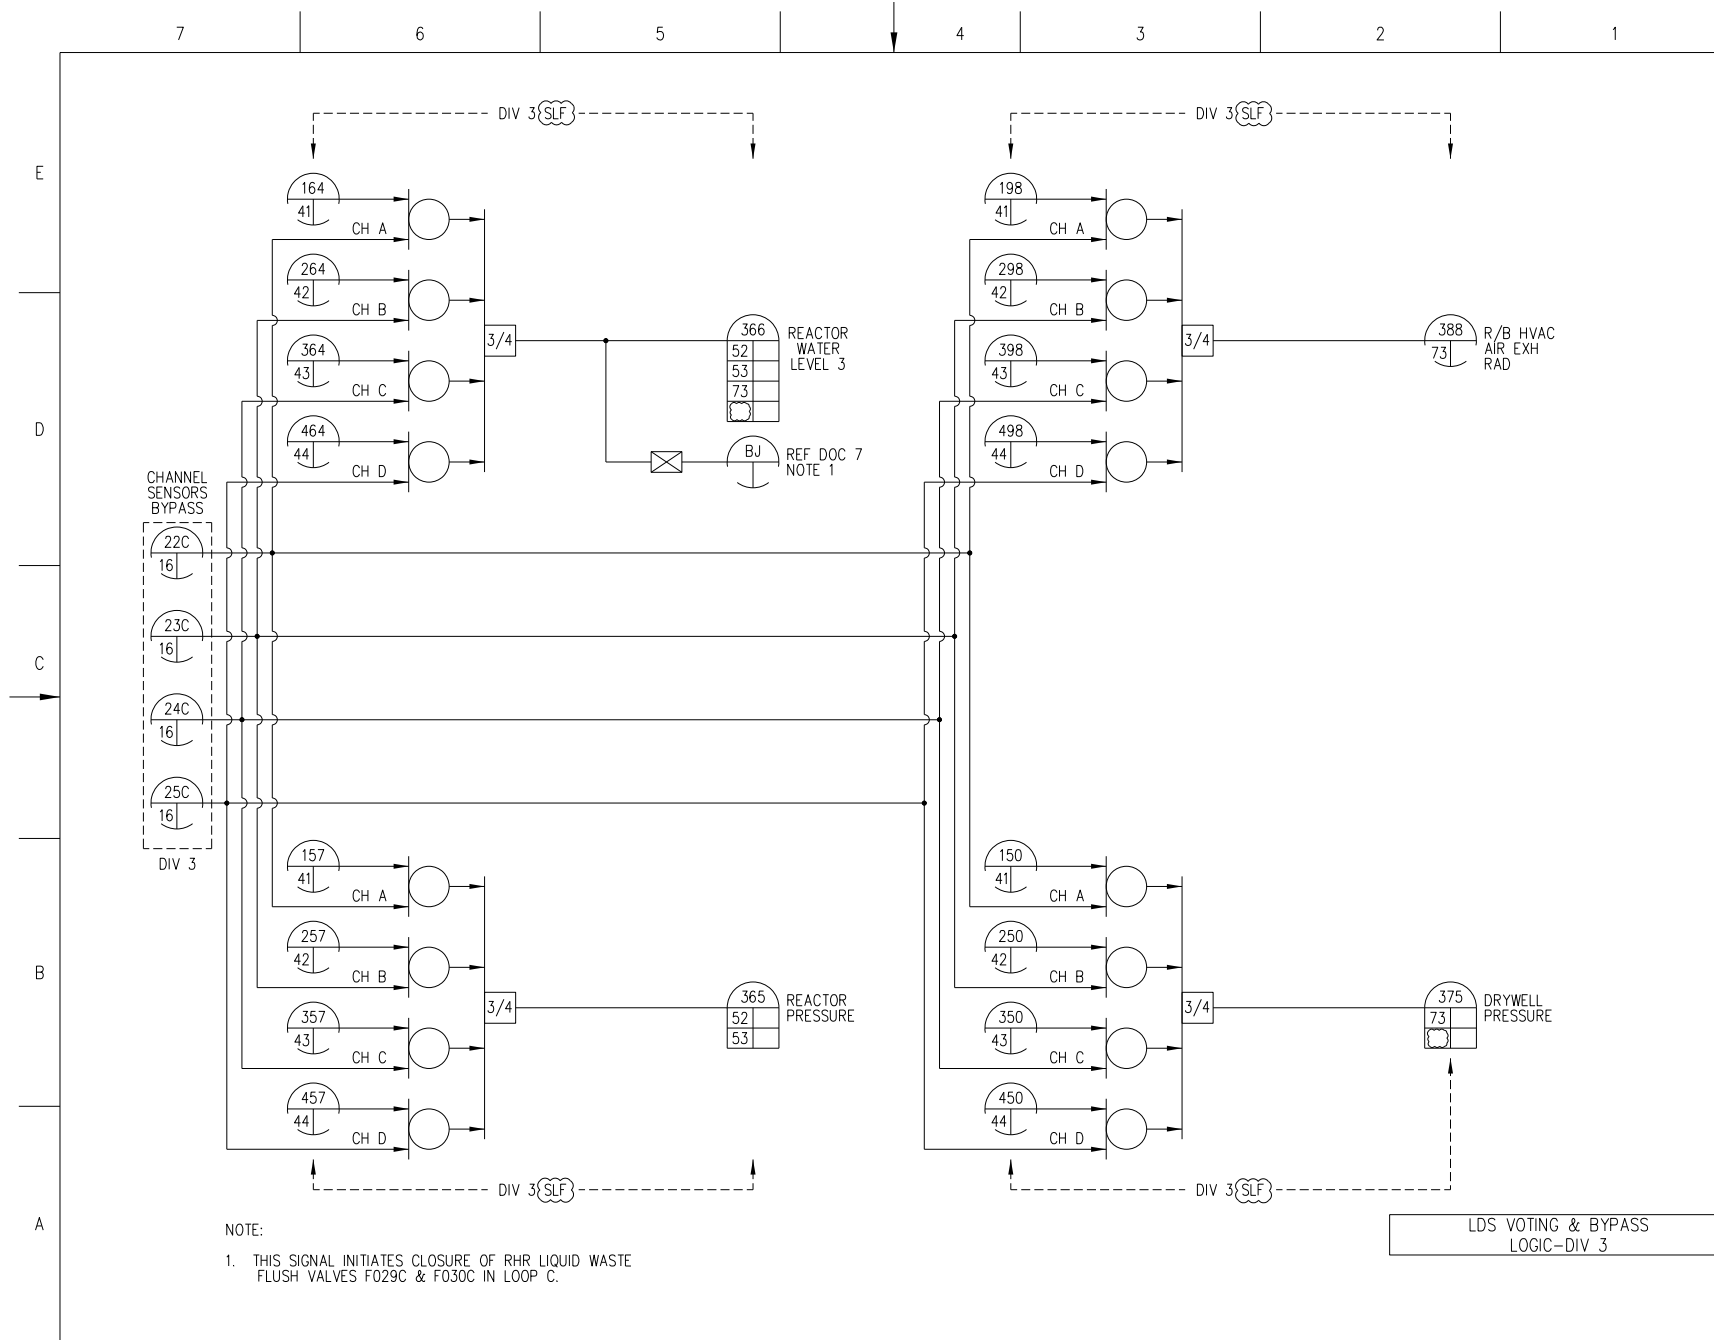 7 6 5 4 3 2 1
E
D
C
B
A
DIV 3 SLF
DIV 3 SLF
164
41
CH A
264
42
CH B
364
43
CH C
464
44
CH D
3/4
366
52
53
73
REACTOR
WATER
LEVEL 3
BJ
REF DOC 7
NOTE 1
198
41
CH A
298
42
CH B
398
43
CH C
498
44
CH D
3/4
388
73
R/B HVAC
AIR EXH
RAD
CHANNEL
SENSORS
BYPASS
22C
16
23C
16
24C
16
25C
16
DIV 3
157
41
CH A
257
42
CH B
357
43
CH C
457
44
CH D
3/4
365
52
53
REACTOR
PRESSURE
150
41
CH A
250
42
CH B
350
43
CH C
450
44
CH D
3/4
375
73
DRYWELL
PRESSURE
DIV 3 SLF
DIV 3 SLF
NOTE:
1. THIS SIGNAL INITIATES CLOSURE OF RHR LIQUID WASTE
FLUSH VALVES F029C & F030C IN LOOP C.
LDS VOTING & BYPASS
LOGIC-DIV 3